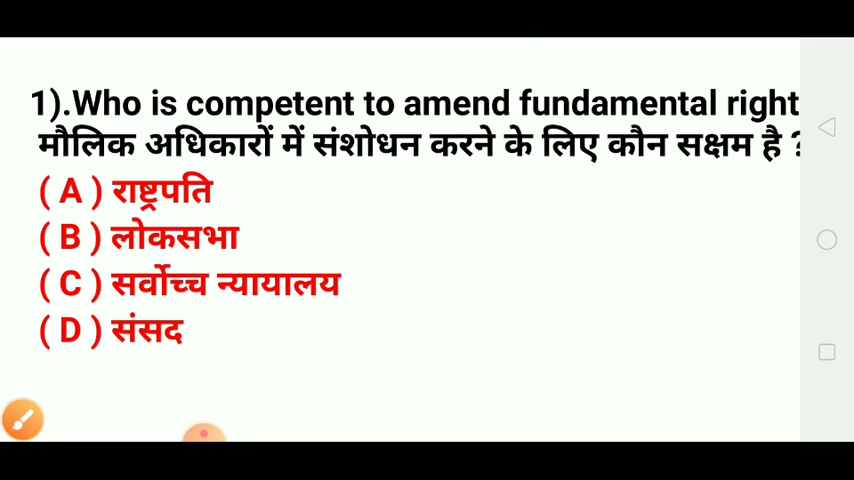 1).Who is competent to amend fundamental right
मौलिक अधिकारों में संशोधन करने के लिए कौन सक्षम है ?
( A ) राष्ट्रपति
( B ) लोकसभा
( C ) सर्वोच्च न्यायालय
( D ) संसद